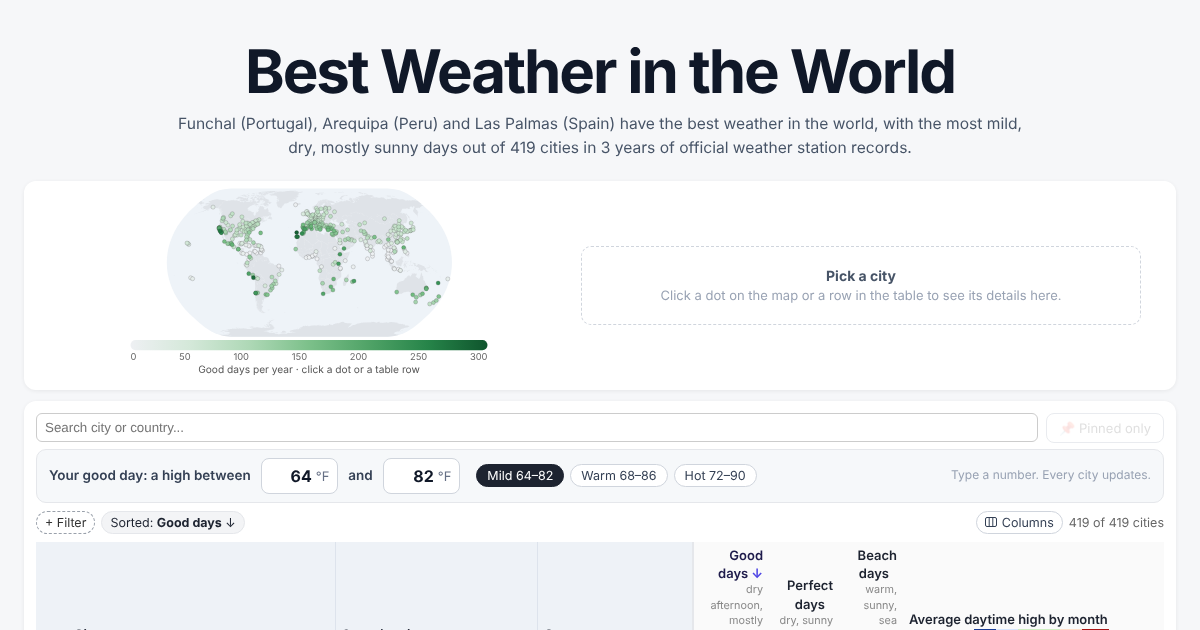 Best Weather in the World
Funchal (Portugal), Arequipa (Peru) and Las Palmas (Spain) have the best weather in the world, with the most mild,
dry, mostly sunny days out of 419 cities in 3 years of official weather station records.
0 50 100 150 200 250 300
Good days per year · click a dot or a table row
Pick a city
Click a dot on the map or a row in the table to see its details here.
Search city or country...
📌 Pinned only
Your good day: a high between 64 °F and 82 °F Mild 64–82 Warm 68–86 Hot 72–90 Type a number. Every city updates.
+ Filter Sorted: Good days ↓ Columns 419 of 419 cities
Good
days ↓
dry
afternoon,
mostly
Perfect
days
dry, sunny
Beach
days
warm,
sunny,
sea
Average daytime high by month